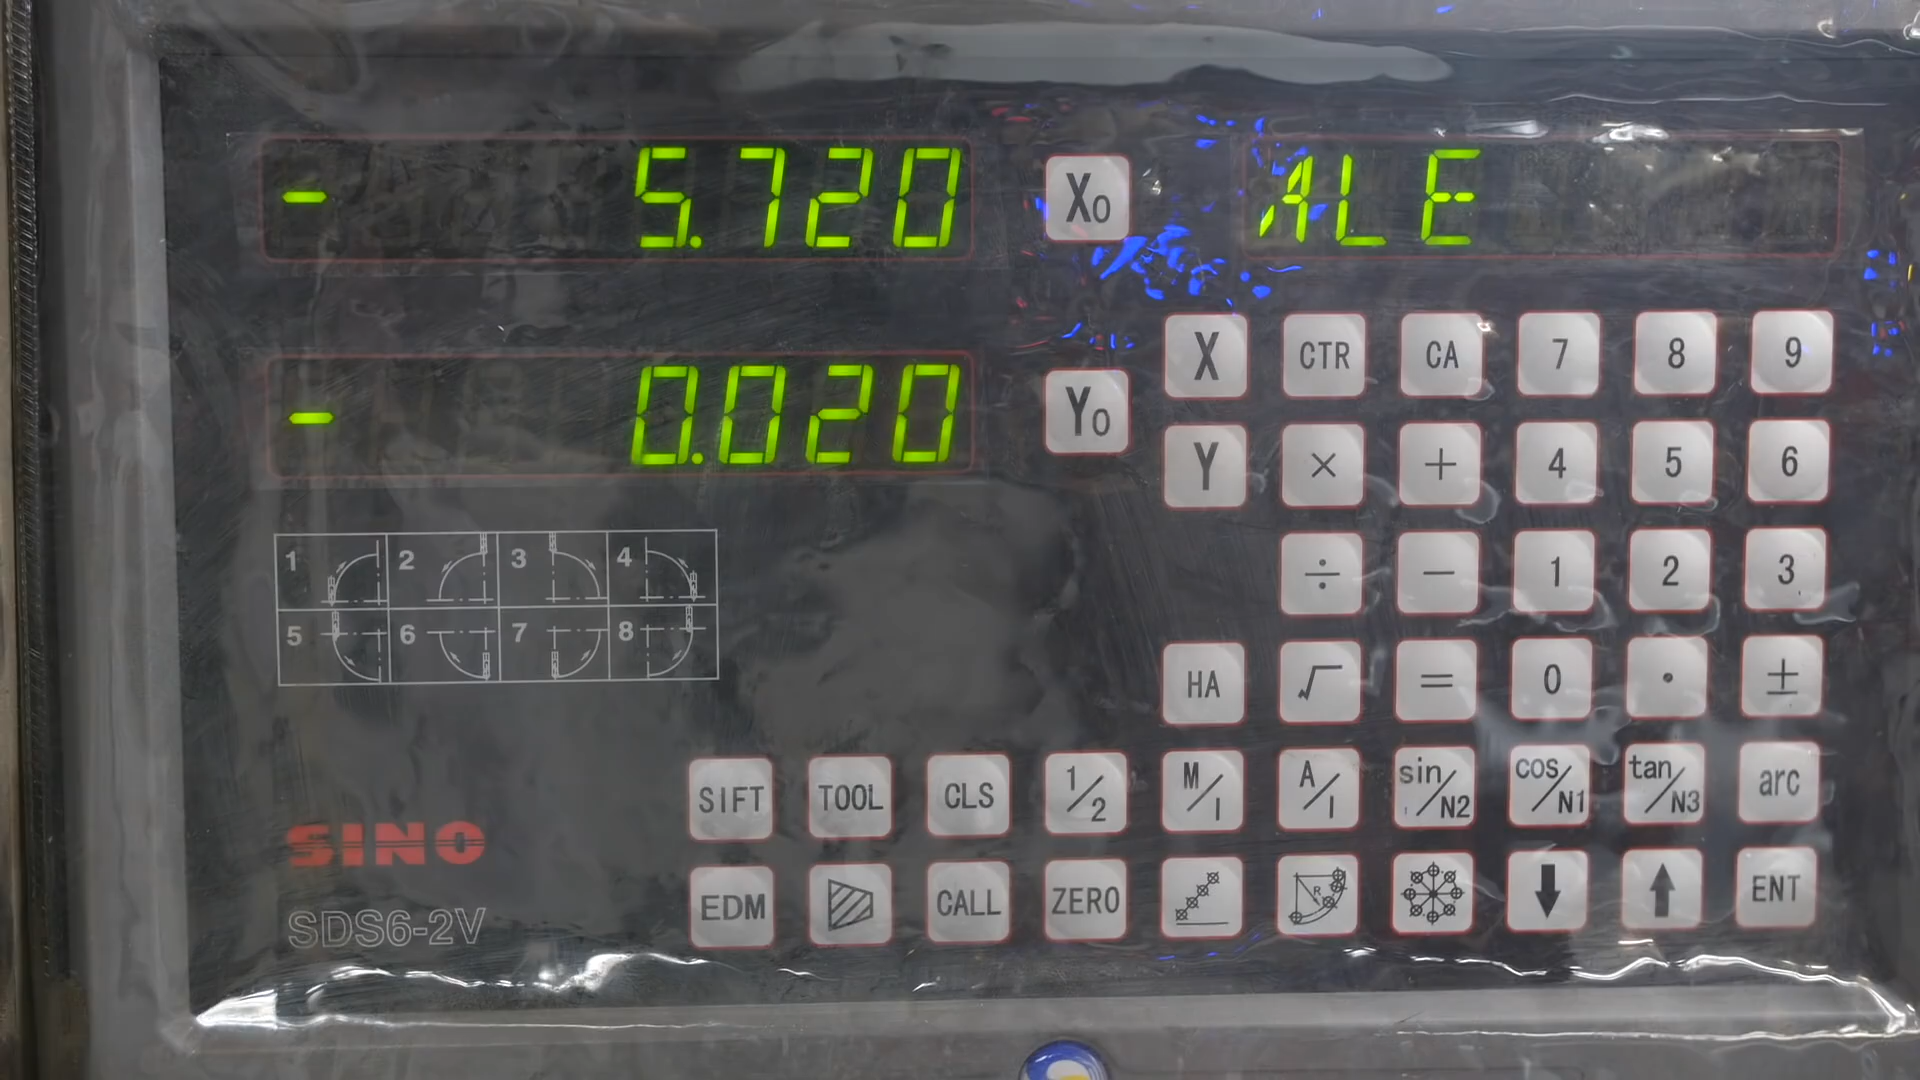 - 5.720 X0 ALE
- 0.020 Y0
X CTR CA 7 8 9
Y × + 4 5 6
÷ − 1 2 3
HA √ = 0 . ±
1 2 3 4
5 6 7 8
SIFT TOOL CLS 1/2 M/I A/I sin/N2 cos/N1 tan/N3 arc
EDM CALL ZERO R ⬇ ⬆ ENT
SINO
SDS6-2V